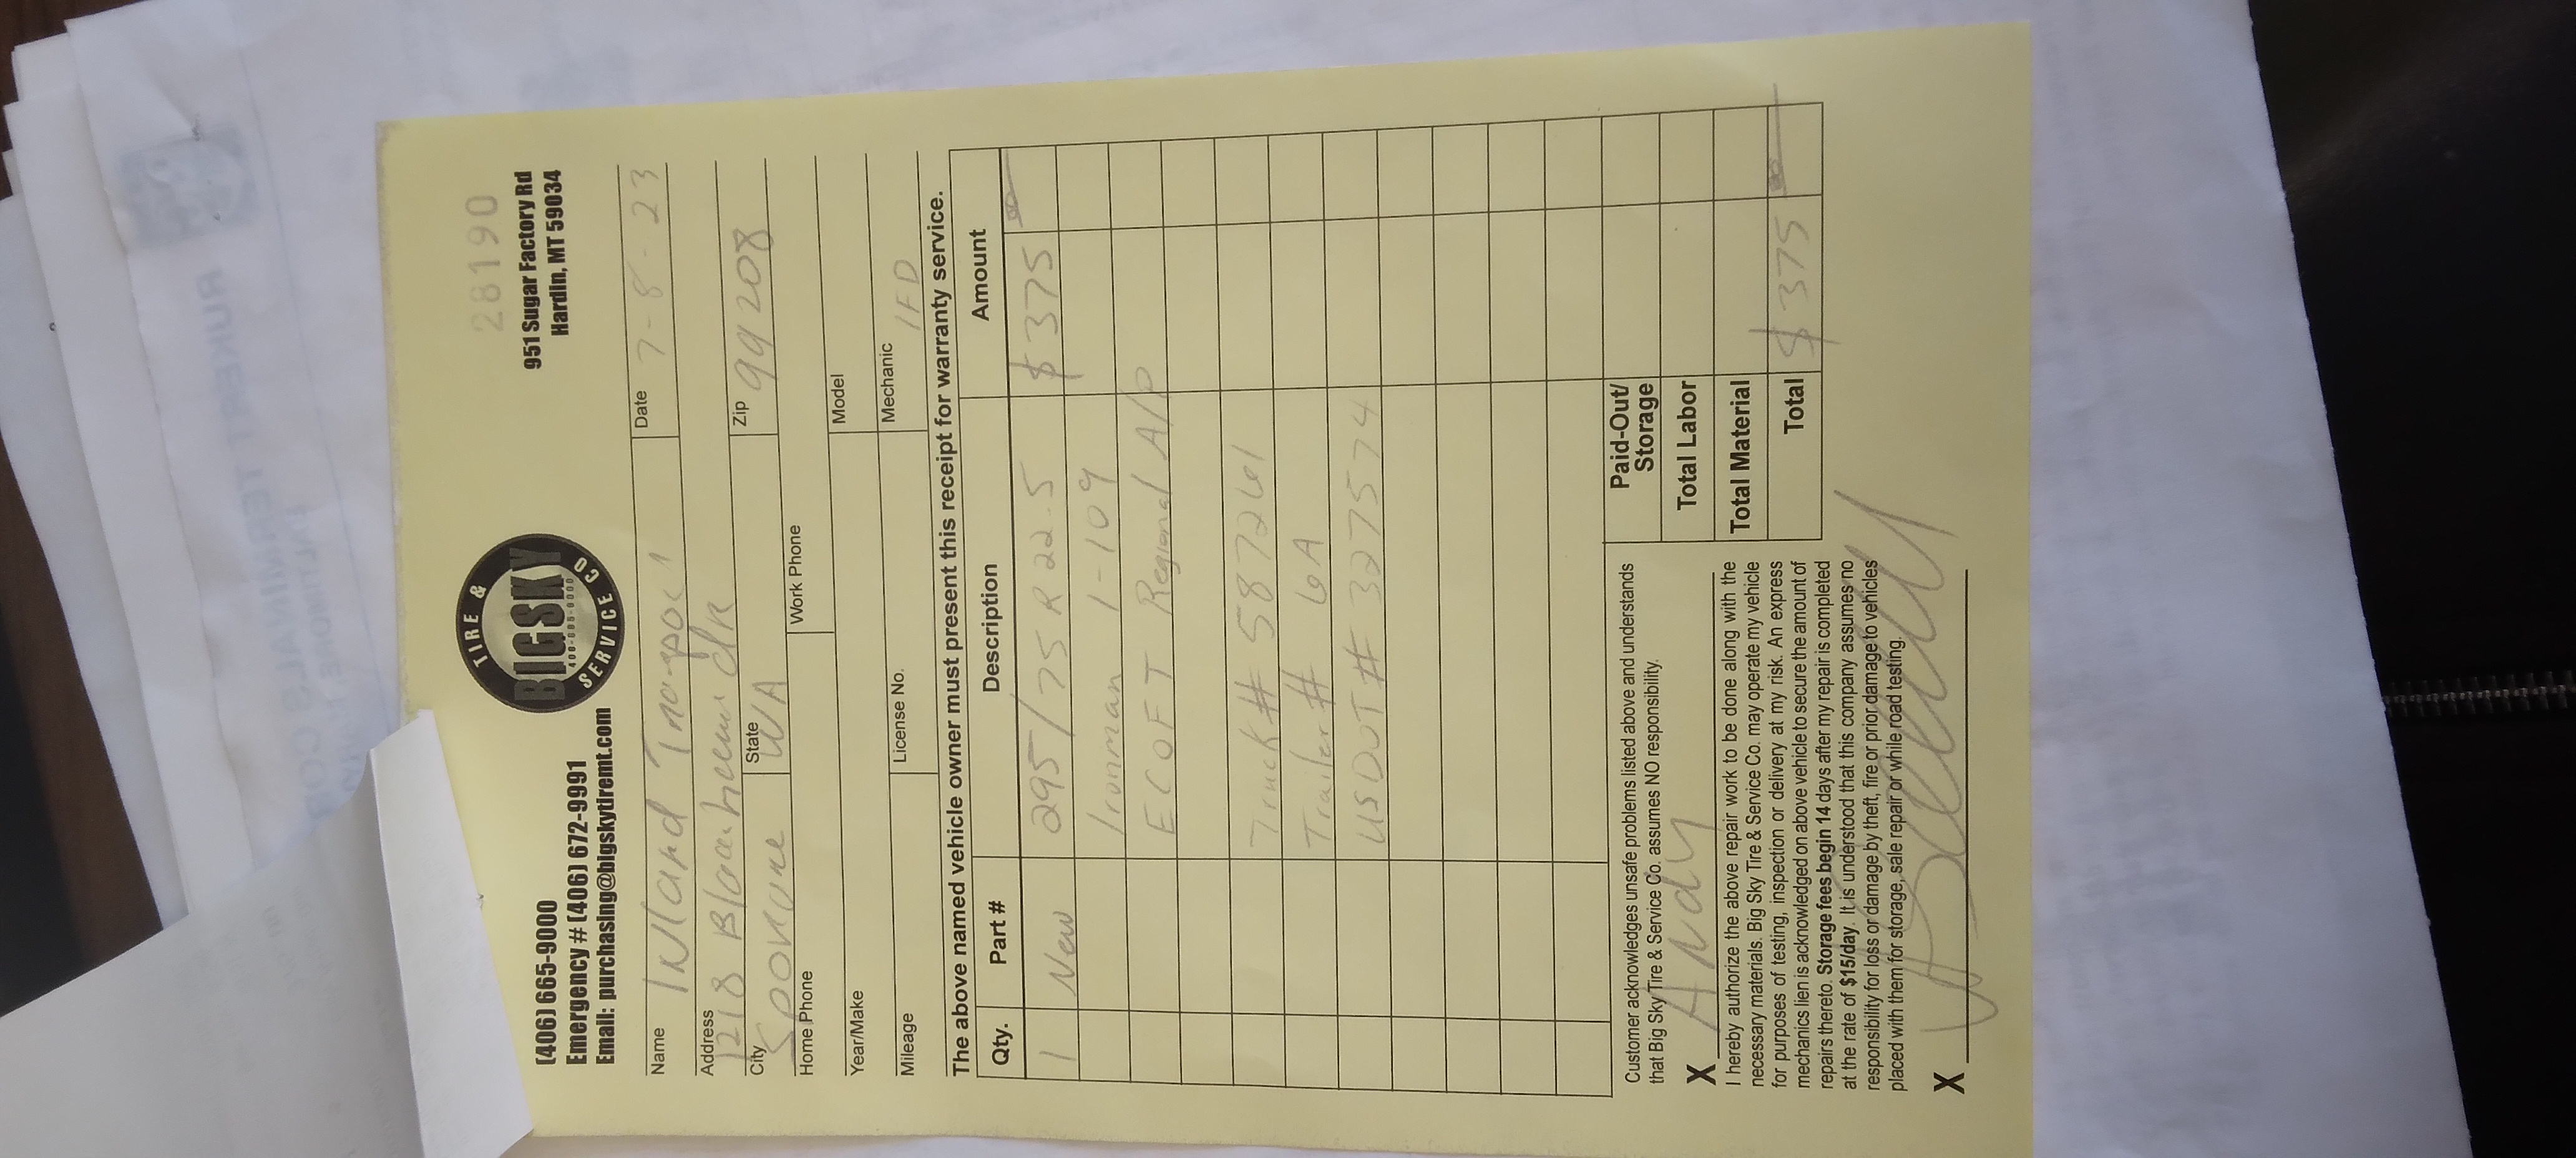 RUKERT TERMINALS COR
BALTIMORE, MARY
28190
(406) 665-9000
Emergency # (406) 672-9991
Email: purchasing@bigskytiremt.com
TIRE &
BIGSKY
406-665-9000
SERVICE CO
951 Sugar Factory Rd
Hardin, MT 59034
Name Inland Date 7-8-23
Address 1218 dR
City Spokane State WA Zip 99208
Home Phone Work Phone
Year/Make Model
Mileage License No. Mechanic IFD
The above named vehicle owner must present this receipt for warranty service.
Qty. Part # Description Amount
1 New 295/75 R 22.5 $375 00
Ironman I-109
ECOFT Regional A/P
Truck # 587261
Trailer # 6A
USDOT # 327574
Customer acknowledges unsafe problems listed above and understands
that Big Sky Tire & Service Co. assumes NO responsibility.
X Andy
I hereby authorize the above repair work to be done along with the
necessary materials. Big Sky Tire & Service Co. may operate my vehicle
for purposes of testing, inspection or delivery at my risk. An express
mechanics lien is acknowledged on above vehicle to secure the amount of
repairs thereto. Storage fees begin 14 days after my repair is completed
at the rate of $15/day. It is understood that this company assumes no
responsibility for loss or damage by theft, fire or prior damage to vehicles
placed with them for storage, sale repair or while road testing.
X
Paid-Out/
Storage
Total Labor
Total Material
Total $375 00